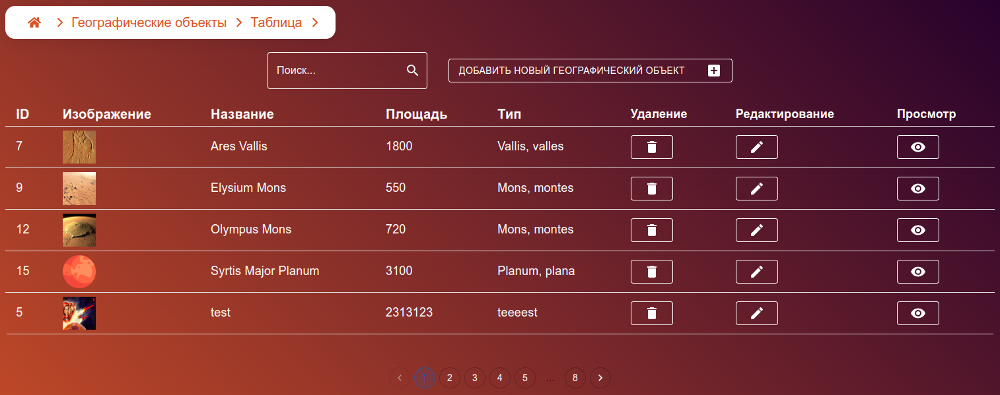 Географические объекты Таблица
Поиск... ДОБАВИТЬ НОВЫЙ ГЕОГРАФИЧЕСКИЙ ОБЪЕКТ
ID Изображение Название Площадь Тип Удаление Редактирование Просмотр
7 Ares Vallis 1800 Vallis, valles
9 Elysium Mons 550 Mons, montes
12 Olympus Mons 720 Mons, montes
15 Syrtis Major Planum 3100 Planum, plana
5 test 2313123 teeeest
1 2 3 4 5 ... 8